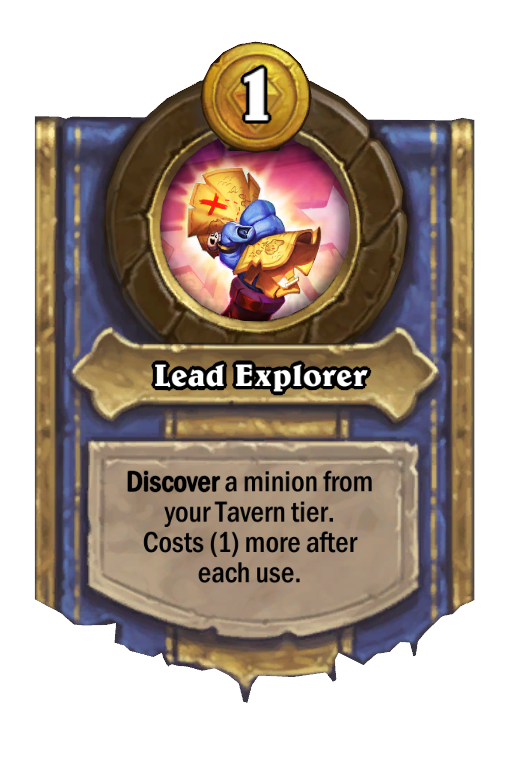 1
Lead Explorer
Discover a minion from
your Tavern tier.
Costs (1) more after
each use.